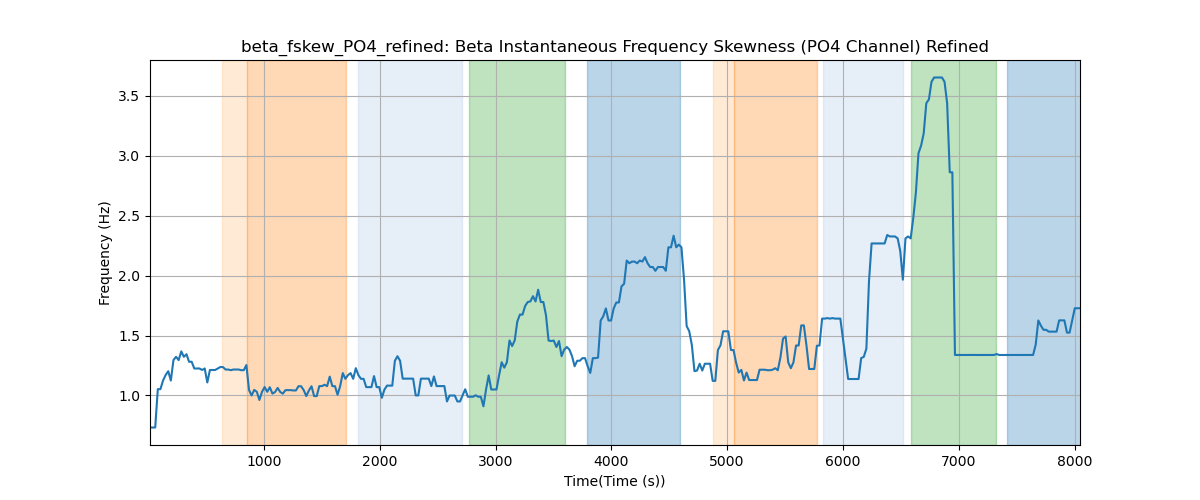 beta_fskew_PO4_refined: Beta Instantaneous Frequency Skewness (PO4 Channel) Refined
Frequency (Hz)
3.5
3.0
2.5
2.0
1.5
1.0
1000 2000 3000 4000 5000 6000 7000 8000
Time(Time (s))